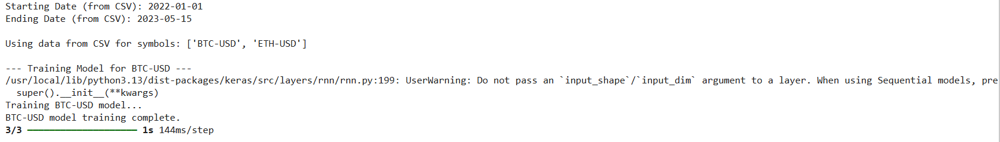 Starting Date (from CSV): 2022-01-01
Ending Date (from CSV): 2023-05-15
Using data from CSV for symbols: ['BTC-USD', 'ETH-USD']
--- Training Model for BTC-USD ---
/usr/local/lib/python3.13/dist-packages/keras/src/layers/rnn/rnn.py:199: UserWarning: Do not pass an `input_shape`/`input_dim` argument to a layer. When using Sequential models, pre
super().__init__(**kwargs)
Training BTC-USD model...
BTC-USD model training complete.
3/3 ━━━━━━━━━━━━━━━━━━━━ 1s 144ms/step